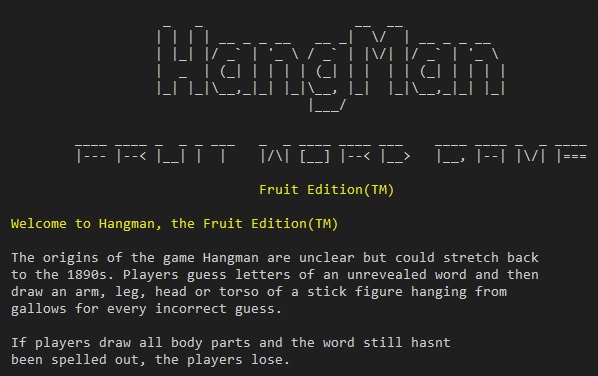 HangMan
FRUIT WORD GAME
Fruit Edition(TM)
Welcome to Hangman, the Fruit Edition(TM)
The origins of the game Hangman are unclear but could stretch back
to the 1890s. Players guess letters of an unrevealed word and then
draw an arm, leg, head or torso of a stick figure hanging from
gallows for every incorrect guess.
If players draw all body parts and the word still hasnt
been spelled out, the players lose.